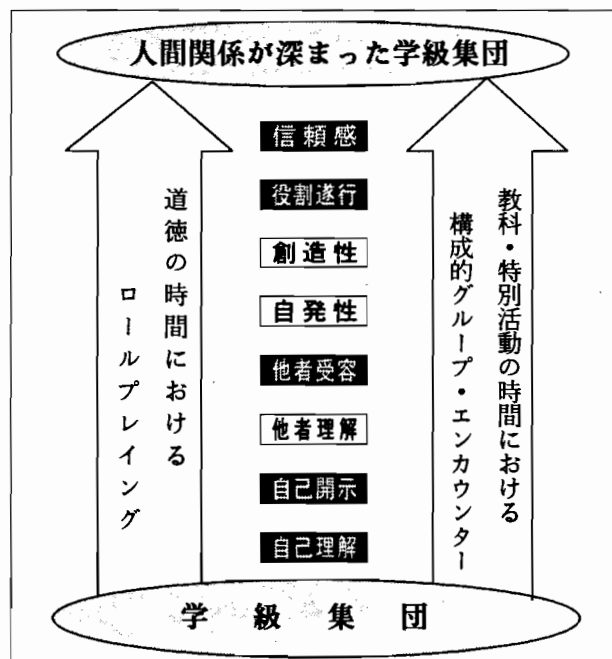 人間関係が深まった学級集団
道徳の時間における
ロールプレイング
信頼感
役割遂行
創造性
自発性
他者受容
他者理解
自己開示
自己理解
教科・特別活動の時間における
構成的グループ・エンカウンター
学級集団